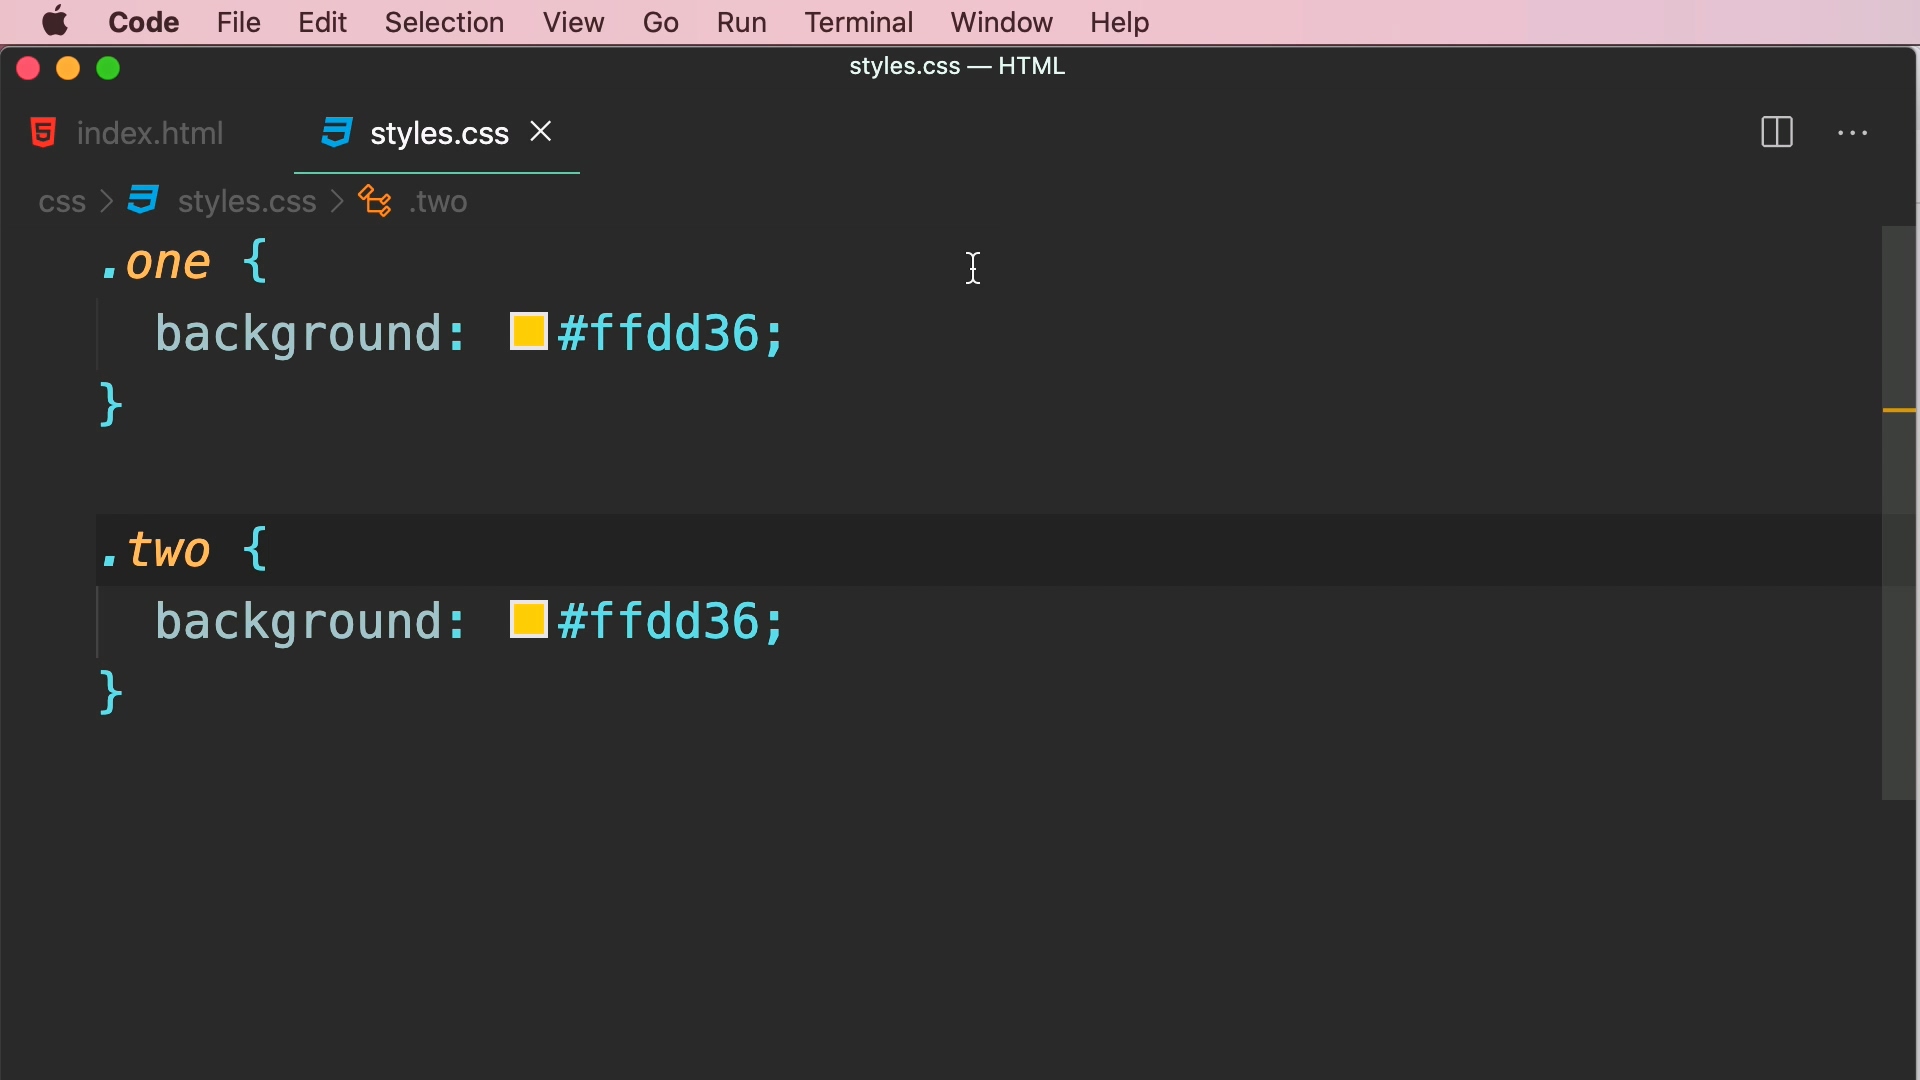 Code File Edit Selection View Go Run Terminal Window Help
styles.css — HTML
index.html styles.css
css > styles.css > .two
.one {
background: #ffdd36;
}
.two {
background: #ffdd36;
}